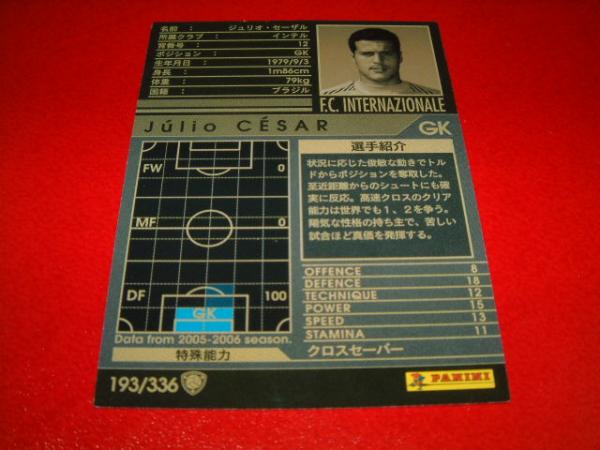 名前 : ジュリオ・セーザル
所属クラブ : インテル
背番号 : 12
ポジション : GK
生年月日 : 1979/9/3
身長 : 1m86cm
体重 : 79kg
国籍 : ブラジル
F.C. INTERNAZIONALE
Júlio CÉSAR GK
FW 0
MF 0
DF 100
GK
Data from 2005-2006 season.
選手紹介
状況に応じた俊敏な動きでトル
ドからポジションを奪取した。
至近距離からのシュートにも確
実に反応。高速クロスのクリア
能力は世界でも1、2を争う。
陽気な性格の持ち主で、苦しい
試合ほど真価を発揮する。
OFFENCE 8
DEFENCE 18
TECHNIQUE 12
POWER 15
SPEED 13
STAMINA 11
特殊能力 クロスセーバー
193/336
PANINI